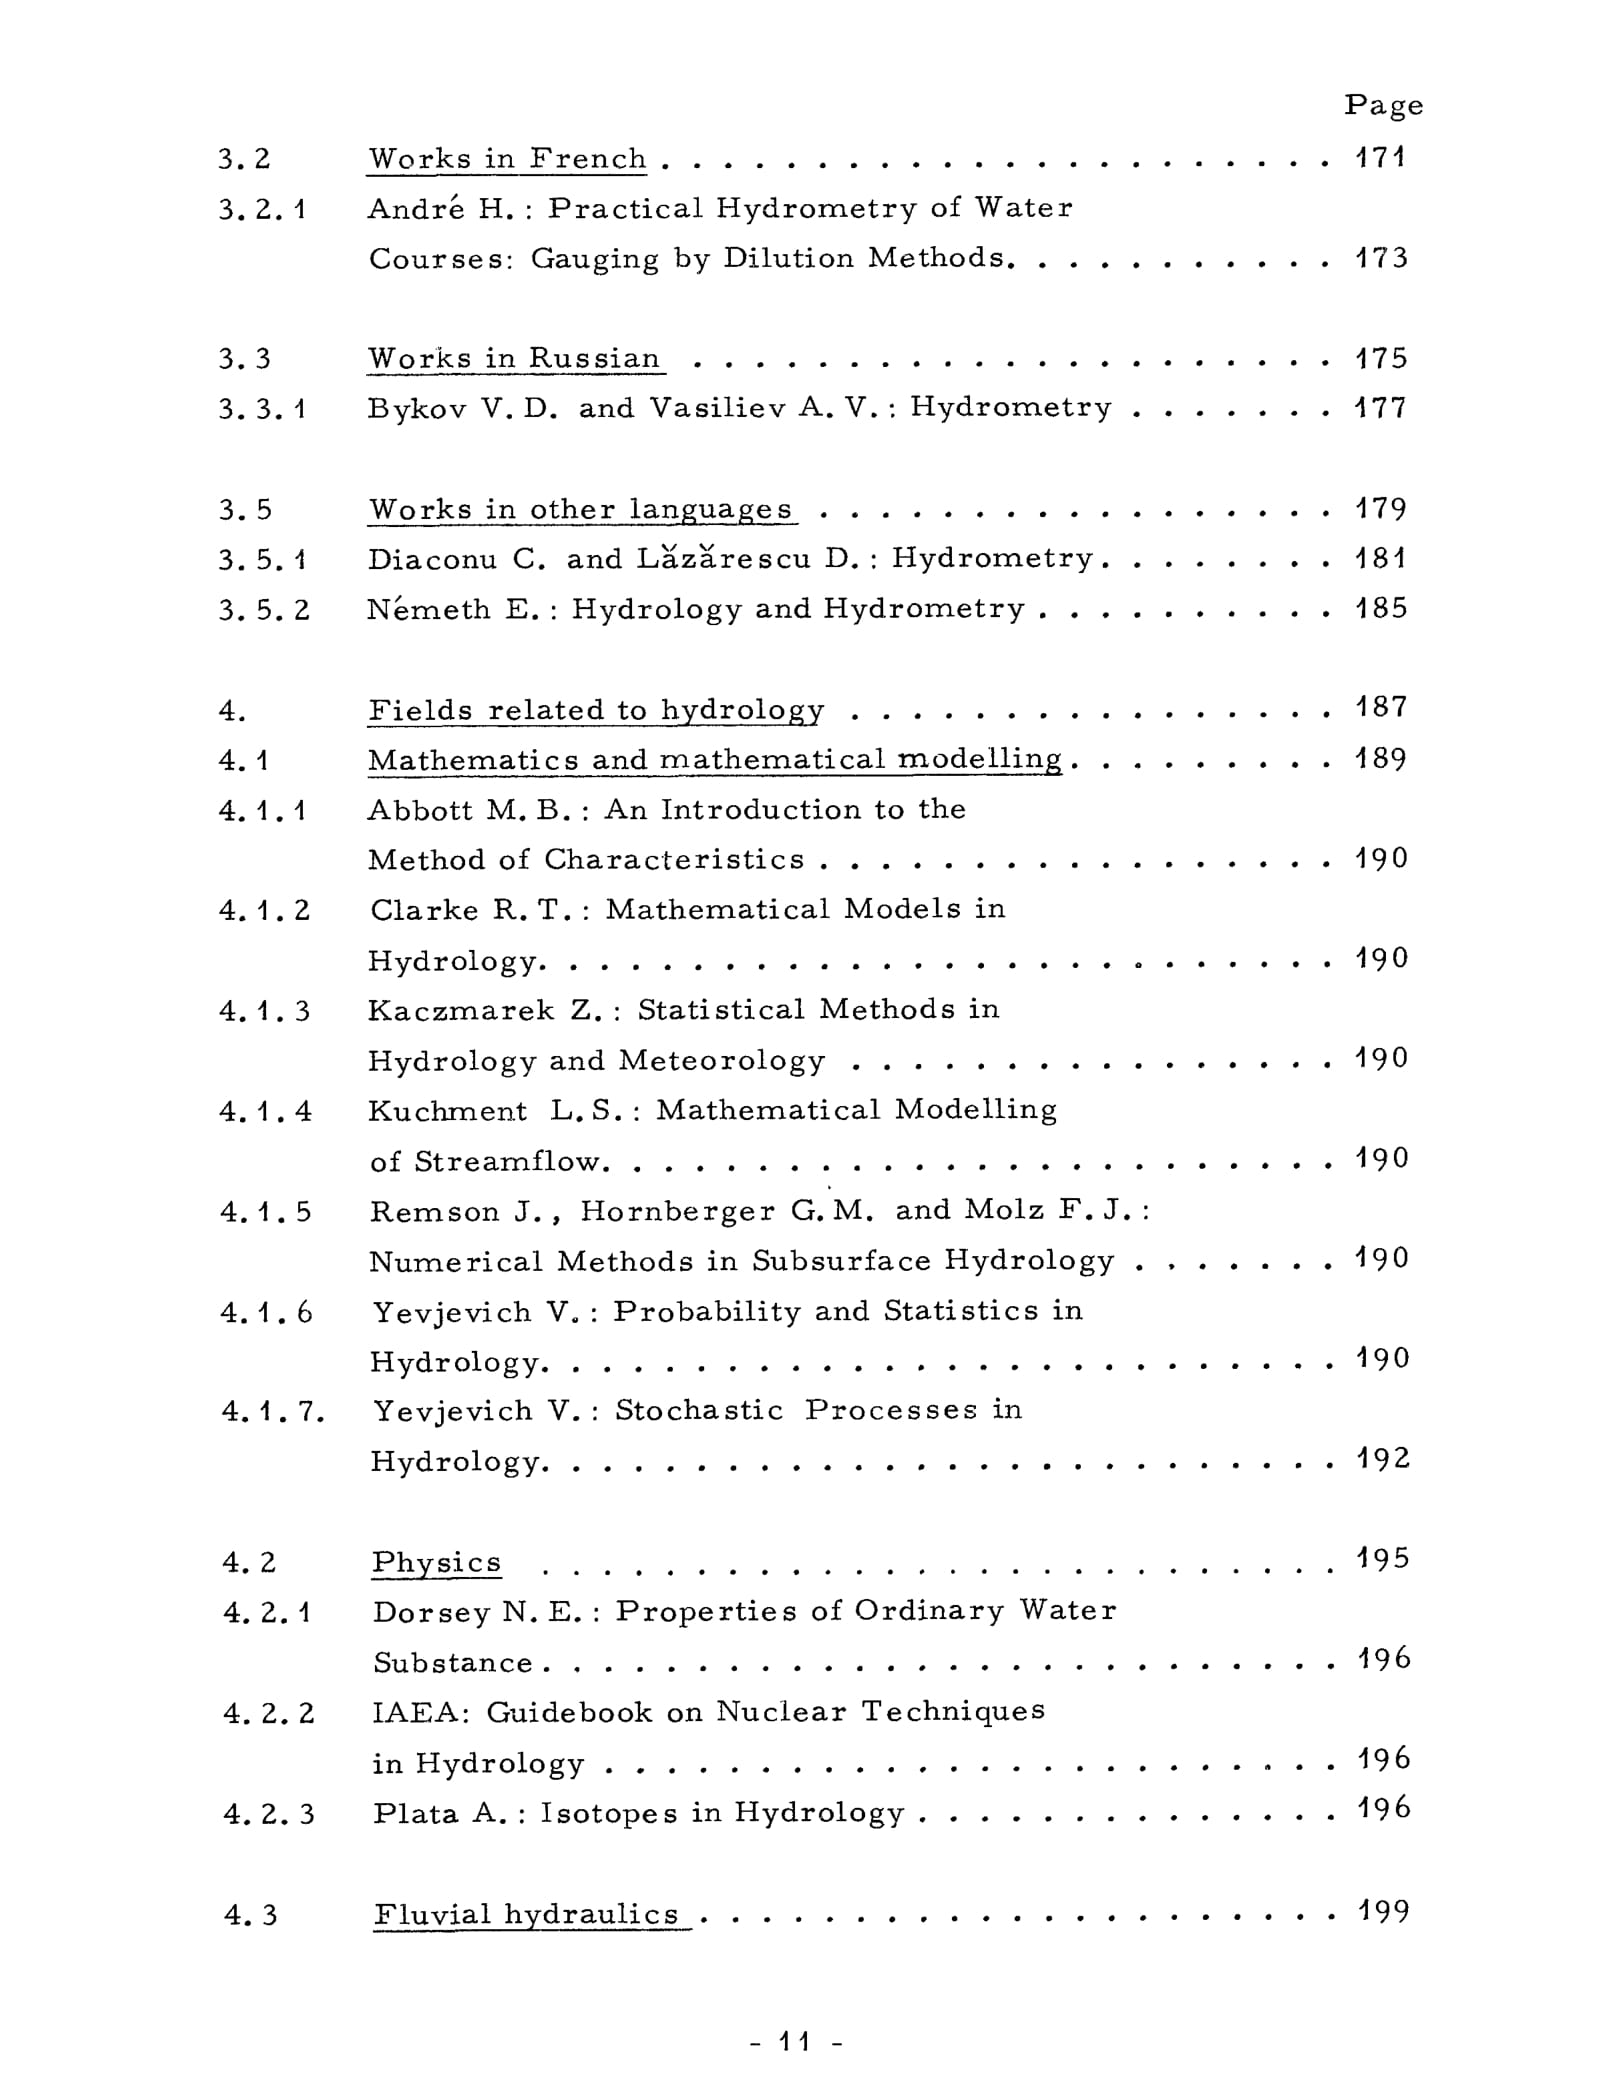 Page
3.2 Works in French . . . . . . . . . . . . . . . . . . . . . . 171
3.2.1 André H.: Practical Hydrometry of Water
Courses: Gauging by Dilution Methods. . . . . . . . . . . 173
3.3 Works in Russian . . . . . . . . . . . . . . . . . . . . . 175
3.3.1 Bykov V.D. and Vasiliev A.V.: Hydrometry . . . . . . . 177
3.5 Works in other languages . . . . . . . . . . . . . . . . . 179
3.5.1 Diaconu C. and Lăzărescu D.: Hydrometry. . . . . . . . 181
3.5.2 Németh E.: Hydrology and Hydrometry . . . . . . . . . . 185
4. Fields related to hydrology . . . . . . . . . . . . . . . . 187
4.1 Mathematics and mathematical modelling. . . . . . . . . 189
4.1.1 Abbott M.B.: An Introduction to the
Method of Characteristics . . . . . . . . . . . . . . . . . 190
4.1.2 Clarke R.T.: Mathematical Models in
Hydrology. . . . . . . . . . . . . . . . . . . . . . . . . . 190
4.1.3 Kaczmarek Z.: Statistical Methods in
Hydrology and Meteorology . . . . . . . . . . . . . . . . 190
4.1.4 Kuchment L.S.: Mathematical Modelling
of Streamflow. . . . . . . . . . . . . . . . . . . . . . . . 190
4.1.5 Remson J., Hornberger G.M. and Molz F.J.:
Numerical Methods in Subsurface Hydrology . . . . . . . 190
4.1.6 Yevjevich V.: Probability and Statistics in
Hydrology. . . . . . . . . . . . . . . . . . . . . . . . . . 190
4.1.7. Yevjevich V.: Stochastic Processes in
Hydrology. . . . . . . . . . . . . . . . . . . . . . . . . . 192
4.2 Physics . . . . . . . . . . . . . . . . . . . . . . . . . . 195
4.2.1 Dorsey N.E.: Properties of Ordinary Water
Substance . . . . . . . . . . . . . . . . . . . . . . . . . . 196
4.2.2 IAEA: Guidebook on Nuclear Techniques
in Hydrology . . . . . . . . . . . . . . . . . . . . . . . . 196
4.2.3 Plata A.: Isotopes in Hydrology . . . . . . . . . . . . . . 196
4.3 Fluvial hydraulics . . . . . . . . . . . . . . . . . . . . . 199
- 11 -